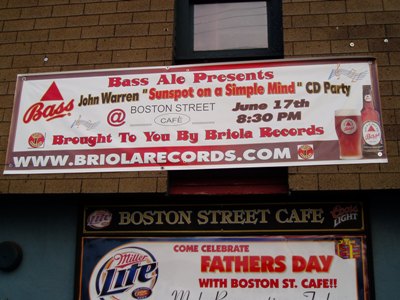 Bass Ale Presents
Bass
John Warren "Sunspot on a Simple Mind" CD Party
@ BOSTON STREET CAFÉ June 17th
8:30 PM
Brought To You By Briola Records
WWW.BRIOLARECORDS.COM
Lite BOSTON STREET CAFE LIGHT
COME CELEBRATE
Miller Lite
FATHERS DAY
WITH BOSTON ST. CAFE!!